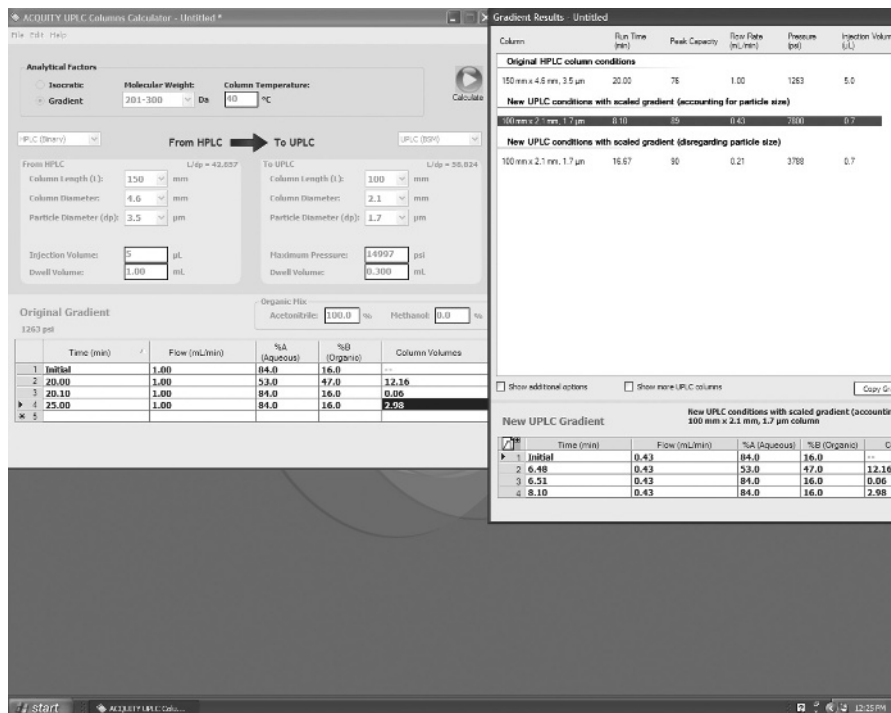 ACQUITY UPLC Columns Calculator - Untitled *
File Edit Help
Analytical Factors
Isocratic
Gradient
Molecular Weight:
201-300 Da
Column Temperature:
40 °C
Calculate
HPLC (Binary)
From HPLC To UPLC
UPLC (BSM)
From HPLC L/dp = 42,857
Column Length (L): 150 mm
Column Diameter: 4.6 mm
Particle Diameter (dp): 3.5 µm
Injection Volume: 5 µL
Dwell Volume: 1.00 mL
To UPLC L/dp = 58,824
Column Length (L): 100 mm
Column Diameter: 2.1 mm
Particle Diameter (dp): 1.7 µm
Maximum Pressure: 14997 psi
Dwell Volume: 0.300 mL
Original Gradient
1263 psi
Organic Mix
Acetonitrile: 100.0 % Methanol: 0.0 %
Time (min) Flow (mL/min) %A (Aqueous) %B (Organic) Column Volumes
1 Initial 1.00 84.0 16.0 --
2 20.00 1.00 53.0 47.0 12.16
3 20.10 1.00 84.0 16.0 0.06
4 25.00 1.00 84.0 16.0 2.98
5
Gradient Results - Untitled
Column Run Time (min) Peak Capacity Flow Rate (mL/min) Pressure (psi) Injection Volum (µL)
Original HPLC column conditions
150 mm x 4.6 mm, 3.5 µm 20.00 76 1.00 1263 5.0
New UPLC conditions with scaled gradient (accounting for particle size)
100 mm x 2.1 mm, 1.7 µm 8.10 89 0.43 7800 0.7
New UPLC conditions with scaled gradient (disregarding particle size)
100 mm x 2.1 mm, 1.7 µm 16.67 90 0.21 3788 0.7
Show additional options Show more UPLC columns Copy Gr
New UPLC Gradient
New UPLC conditions with scaled gradient (accountin
100 mm x 2.1 mm, 1.7 µm column
Time (min) Flow (mL/min) %A (Aqueous) %B (Organic) C
1 Initial 0.43 84.0 16.0 --
2 6.48 0.43 53.0 47.0 12.16
3 6.51 0.43 84.0 16.0 0.06
4 8.10 0.43 84.0 16.0 2.98
start ACQUITY UPLC Colu... 12:25 PM